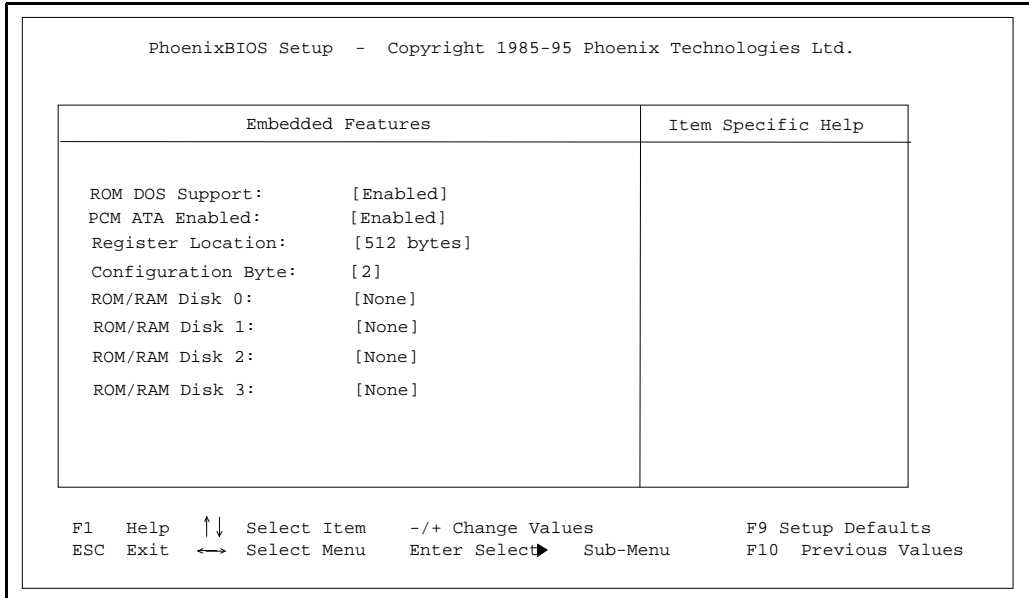 PhoenixBIOS Setup - Copyright 1985-95 Phoenix Technologies Ltd.
Embedded Features Item Specific Help
ROM DOS Support: [Enabled]
PCM ATA Enabled: [Enabled]
Register Location: [512 bytes]
Configuration Byte: [2]
ROM/RAM Disk 0: [None]
ROM/RAM Disk 1: [None]
ROM/RAM Disk 2: [None]
ROM/RAM Disk 3: [None]
F1 Help ↑↓ Select Item -/+ Change Values F9 Setup Defaults
ESC Exit ↔ Select Menu Enter Select▶ Sub-Menu F10 Previous Values